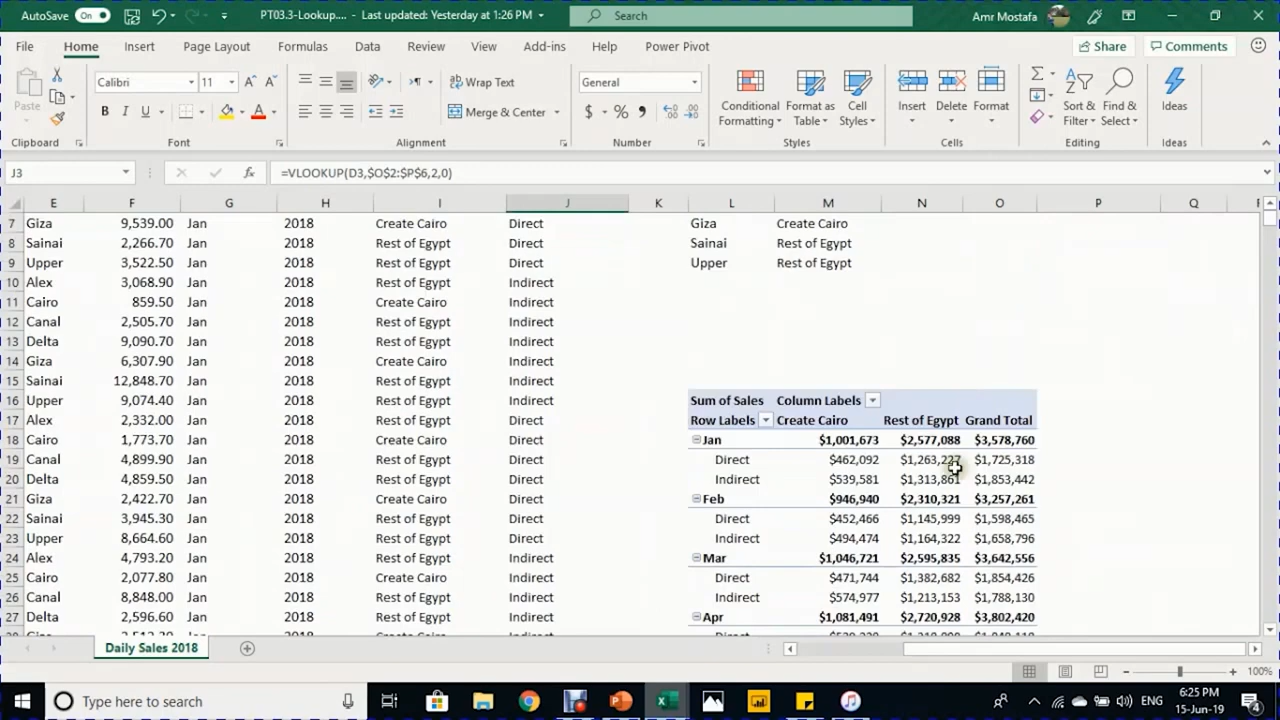 AutoSave On PT03.3-Lookup.... - Last updated: Yesterday at 1:26 PM Search Amr Mostafa
File Home Insert Page Layout Formulas Data Review View Add-ins Help Power Pivot Share Comments
Paste Calibri 11 Wrap Text General Conditional Format as Cell Insert Delete Format Sort & Find & Ideas
B I U Merge & Center $ % Formatting Table Styles Filter Select
Clipboard Font Alignment Number Styles Cells Editing Ideas
J3 fx =VLOOKUP(D3,$O$2:$P$6,2,0)
E F G H I J K L M N O P Q
7 Giza 9,539.00 Jan 2018 Create Cairo Direct Giza Create Cairo
8 Sainai 2,266.70 Jan 2018 Rest of Egypt Direct Sainai Rest of Egypt
9 Upper 3,522.50 Jan 2018 Rest of Egypt Direct Upper Rest of Egypt
10 Alex 3,068.90 Jan 2018 Rest of Egypt Indirect
11 Cairo 859.50 Jan 2018 Create Cairo Indirect
12 Canal 2,505.70 Jan 2018 Rest of Egypt Indirect
13 Delta 9,090.70 Jan 2018 Rest of Egypt Indirect
14 Giza 6,307.90 Jan 2018 Create Cairo Indirect
15 Sainai 12,848.70 Jan 2018 Rest of Egypt Indirect
16 Upper 9,074.40 Jan 2018 Rest of Egypt Indirect Sum of Sales Column Labels
17 Alex 2,332.00 Jan 2018 Rest of Egypt Direct Row Labels Create Cairo Rest of Egypt Grand Total
18 Cairo 1,773.70 Jan 2018 Create Cairo Direct Jan $1,001,673 $2,577,088 $3,578,760
19 Canal 4,899.90 Jan 2018 Rest of Egypt Direct Direct $462,092 $1,263,227 $1,725,318
20 Delta 4,859.50 Jan 2018 Rest of Egypt Direct Indirect $539,581 $1,313,861 $1,853,442
21 Giza 2,422.70 Jan 2018 Create Cairo Direct Feb $946,940 $2,310,321 $3,257,261
22 Sainai 3,945.30 Jan 2018 Rest of Egypt Direct Direct $452,466 $1,145,999 $1,598,465
23 Upper 8,664.60 Jan 2018 Rest of Egypt Direct Indirect $494,474 $1,164,322 $1,658,796
24 Alex 4,793.20 Jan 2018 Rest of Egypt Indirect Mar $1,046,721 $2,595,835 $3,642,556
25 Cairo 2,077.80 Jan 2018 Create Cairo Indirect Direct $471,744 $1,382,682 $1,854,426
26 Canal 8,848.00 Jan 2018 Rest of Egypt Indirect Indirect $574,977 $1,213,153 $1,788,130
27 Delta 2,596.60 Jan 2018 Rest of Egypt Indirect Apr $1,081,491 $2,720,928 $3,802,420
Daily Sales 2018
100%
Type here to search ENG 6:25 PM
15-Jun-19 4